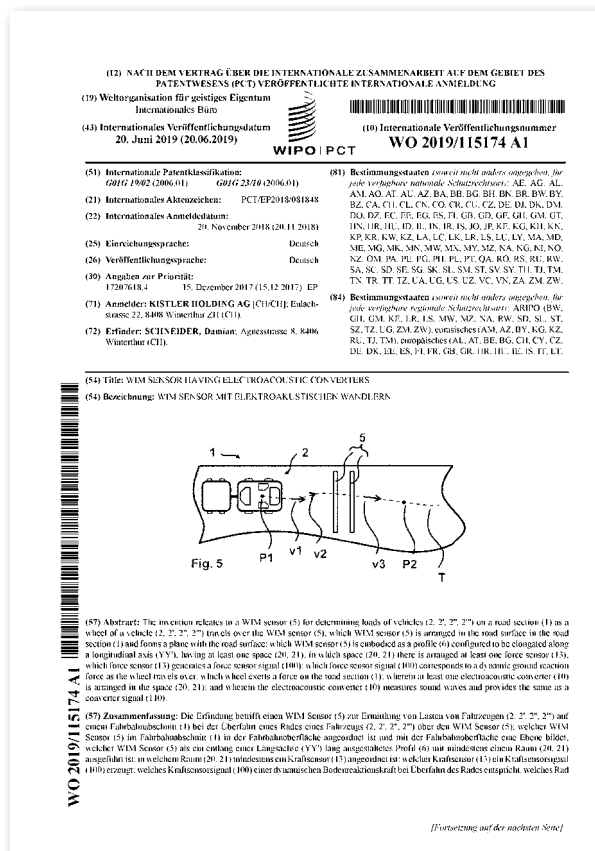 (12) NACH DEM VERTRAG ÜBER DIE INTERNATIONALE ZUSAMMENARBEIT AUF DEM GEBIET DES
PATENTWESENS (PCT) VERÖFFENTLICHTE INTERNATIONALE ANMELDUNG
(19) Weltorganisation für geistiges Eigentum
Internationales Büro
(43) Internationales Veröffentlichungsdatum
20. Juni 2019 (20.06.2019)
WIPO | PCT
(10) Internationale Veröffentlichungsnummer
WO 2019/115174 A1
(51) Internationale Patentklassifikation:
G01G 19/02 (2006.01) G01G 23/10 (2006.01)
(21) Internationales Aktenzeichen: PCT/EP2018/081848
(22) Internationales Anmeldedatum:
20. November 2018 (20.11.2018)
(25) Einreichungssprache: Deutsch
(26) Veröffentlichungssprache: Deutsch
(30) Angaben zur Priorität:
17207618.4 15. Dezember 2017 (15.12.2017) EP
(71) Anmelder: KISTLER HOLDING AG [CH/CH]; Eulach-
strasse 22, 8408 Winterthur ZH (CH).
(72) Erfinder: SCHNEIDER, Damian; Agnesstrasse 8, 8406
Winterthur (CH).
(81) Bestimmungsstaaten (soweit nicht anders angegeben, für
jede verfügbare nationale Schutzrechtsart): AE, AG, AL,
AM, AO, AT, AU, AZ, BA, BB, BG, BH, BN, BR, BW, BY,
BZ, CA, CH, CL, CN, CO, CR, CU, CZ, DE, DJ, DK, DM,
DO, DZ, EC, EE, EG, ES, FI, GB, GD, GE, GH, GM, GT,
HN, HR, HU, ID, IL, IN, IR, IS, JO, JP, KE, KG, KH, KN,
KP, KR, KW, KZ, LA, LC, LK, LR, LS, LU, LY, MA, MD,
ME, MG, MK, MN, MW, MX, MY, MZ, NA, NG, NI, NO,
NZ, OM, PA, PE, PG, PH, PL, PT, QA, RO, RS, RU, RW,
SA, SC, SD, SE, SG, SK, SL, SM, ST, SV, SY, TH, TJ, TM,
TN, TR, TT, TZ, UA, UG, US, UZ, VC, VN, ZA, ZM, ZW.
(84) Bestimmungsstaaten (soweit nicht anders angegeben, für
jede verfügbare regionale Schutzrechtsart): ARIPO (BW,
GH, GM, KE, LR, LS, MW, MZ, NA, RW, SD, SL, ST,
SZ, TZ, UG, ZM, ZW), eurasisches (AM, AZ, BY, KG, KZ,
RU, TJ, TM), europäisches (AL, AT, BE, BG, CH, CY, CZ,
DE, DK, EE, ES, FI, FR, GB, GR, HR, HU, IE, IS, IT, LT,
(54) Title: WIM SENSOR HAVING ELECTROACOUSTIC CONVERTERS
(54) Bezeichnung: WIM SENSOR MIT ELEKTROAKUSTISCHEN WANDLERN
1
2
5
P1
v1
v2
v3
P2
T
Fig. 5
(57) Abstract: The invention relates to a WIM sensor (5) for determining loads of vehicles (2, 2', 2'', 2''') on a road section (1) as a
wheel of a vehicle (2, 2', 2'', 2''') travels over the WIM sensor (5), which WIM sensor (5) is arranged in the road surface in the road
section (1) and forms a plane with the road surface; which WIM sensor (5) is embodied as a profile (6) configured to be elongated along
a longitudinal axis (YY'), having at least one space (20, 21), in which space (20, 21) there is arranged at least one force sensor (13),
which force sensor (13) generates a force sensor signal (100); which force sensor signal (100) corresponds to a dynamic ground reaction
force as the wheel travels over, which wheel exerts a force on the road section (1); wherein at least one electroacoustic converter (10)
is arranged in the space (20, 21); and wherein the electroacoustic converter (10) measures sound waves and provides the same as a
converter signal (110).
(57) Zusammenfassung: Die Erfindung betrifft einen WIM Sensor (5) zur Ermittlung von Lasten von Fahrzeugen (2, 2', 2'', 2''') auf
einem Fahrbahnabschnitt (1) bei der Überfahrt eines Rades eines Fahrzeugs (2, 2', 2'', 2''') über den WIM Sensor (5); welcher WIM
Sensor (5) im Fahrbahnabschnitt (1) in der Fahrbahnoberfläche angeordnet ist und mit der Fahrbahnoberfläche eine Ebene bildet,
welcher WIM Sensor (5) als ein entlang einer Längsachse (YY') lang ausgestaltetes Profil (6) mit mindestens einem Raum (20, 21)
ausgeführt ist; in welchem Raum (20, 21) mindestens ein Kraftsensor (13) angeordnet ist; welcher Kraftsensor (13) ein Kraftsensorsignal
(100) erzeugt; welches Kraftsensorsignal (100) einer dynamischen Bodenreaktionskraft bei Überfahrt des Rades entspricht, welches Rad
WO 2019/115174 A1
[Fortsetzung auf der nächsten Seite]